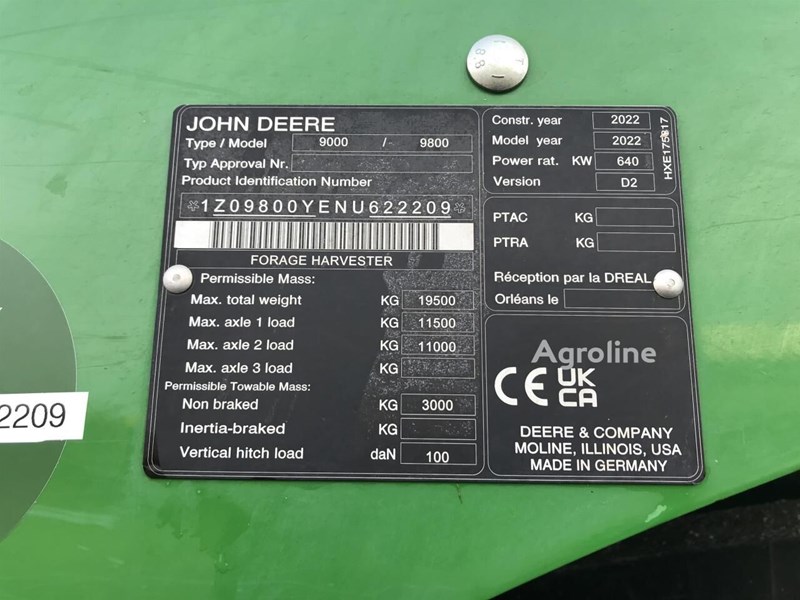 JOHN DEERE
Type / Model 9000 / 9800
Typ Approval Nr.
Product Identification Number
*1Z09800YENU622209*
FORAGE HARVESTER
Permissible Mass:
Max. total weight KG 19500
Max. axle 1 load KG 11500
Max. axle 2 load KG 11000
Max. axle 3 load KG
Permissible Towable Mass:
Non braked KG 3000
Inertia-braked KG
Vertical hitch load daN 100
Constr. year 2022
Model year 2022
Power rat. KW 640
Version D2
PTAC KG
PTRA KG
Réception par la DREAL
Orléans le
Agroline
CE UK
CA
DEERE & COMPANY
MOLINE, ILLINOIS, USA
MADE IN GERMANY
2209